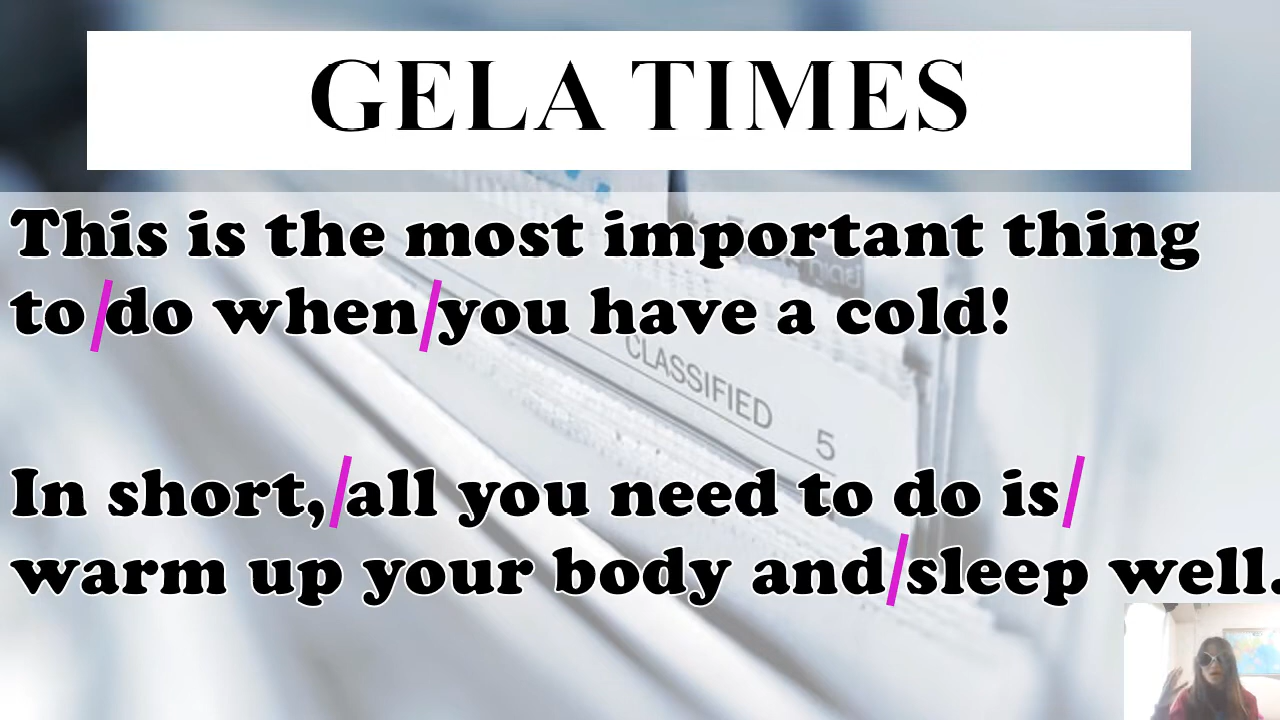 GELA TIMES
This is the most important thing
to/do when/you have a cold!
CLASSIFIED 5
In short,/all you need to do is/
warm up your body and/sleep well.